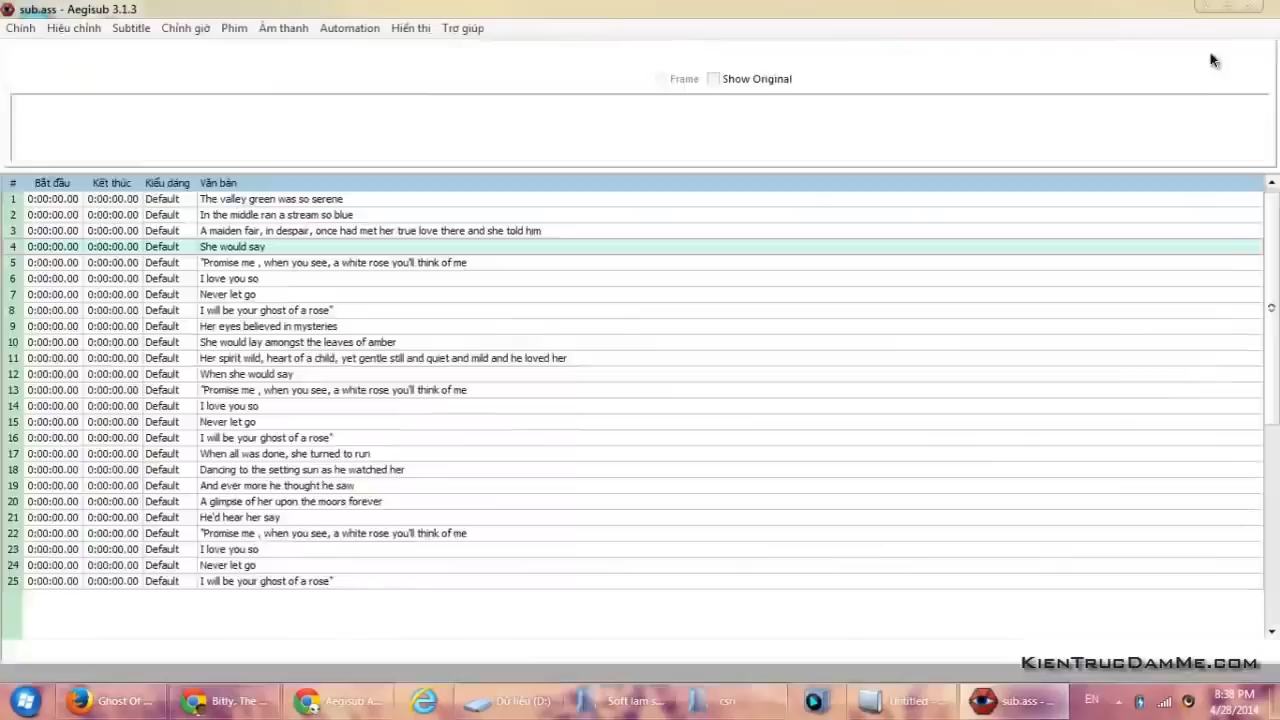 sub.ass - Aegisub 3.1.3
Chính Hiệu chỉnh Subtitle Chỉnh giờ Phim Âm thanh Automation Hiển thị Trợ giúp
Frame Show Original
# Bắt đầu Kết thúc Kiểu dáng Văn bản
1 0:00:00.00 0:00:00.00 Default The valley green was so serene
2 0:00:00.00 0:00:00.00 Default In the middle ran a stream so blue
3 0:00:00.00 0:00:00.00 Default A maiden fair, in despair, once had met her true love there and she told him
4 0:00:00.00 0:00:00.00 Default She would say
5 0:00:00.00 0:00:00.00 Default "Promise me , when you see, a white rose you'll think of me
6 0:00:00.00 0:00:00.00 Default I love you so
7 0:00:00.00 0:00:00.00 Default Never let go
8 0:00:00.00 0:00:00.00 Default I will be your ghost of a rose"
9 0:00:00.00 0:00:00.00 Default Her eyes believed in mysteries
10 0:00:00.00 0:00:00.00 Default She would lay amongst the leaves of amber
11 0:00:00.00 0:00:00.00 Default Her spirit wild, heart of a child, yet gentle still and quiet and mild and he loved her
12 0:00:00.00 0:00:00.00 Default When she would say
13 0:00:00.00 0:00:00.00 Default "Promise me , when you see, a white rose you'll think of me
14 0:00:00.00 0:00:00.00 Default I love you so
15 0:00:00.00 0:00:00.00 Default Never let go
16 0:00:00.00 0:00:00.00 Default I will be your ghost of a rose"
17 0:00:00.00 0:00:00.00 Default When all was done, she turned to run
18 0:00:00.00 0:00:00.00 Default Dancing to the setting sun as he watched her
19 0:00:00.00 0:00:00.00 Default And ever more he thought he saw
20 0:00:00.00 0:00:00.00 Default A glimpse of her upon the moors forever
21 0:00:00.00 0:00:00.00 Default He'd hear her say
22 0:00:00.00 0:00:00.00 Default "Promise me , when you see, a white rose you'll think of me
23 0:00:00.00 0:00:00.00 Default I love you so
24 0:00:00.00 0:00:00.00 Default Never let go
25 0:00:00.00 0:00:00.00 Default I will be your ghost of a rose"
KienTrucDamMe.com
Ghost Of ... Bitly. The ... Aegisub A... Dữ liệu (D:) Soft lam s... csn Untitled - ... sub.ass - ... EN 8:38 PM
4/28/2014